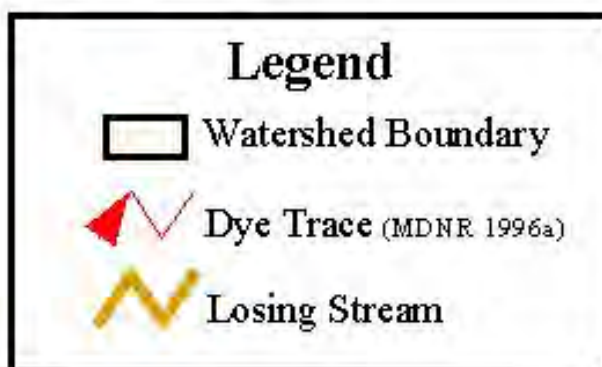 Legend
Watershed Boundary
Dye Trace (MDNR 1996a)
Losing Stream